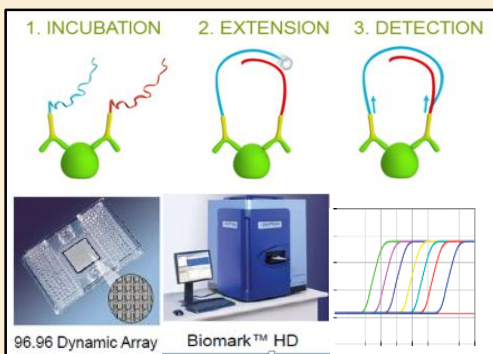 1. INCUBATION
2. EXTENSION
3. DETECTION
96.96 Dynamic Array
Biomark™ HD